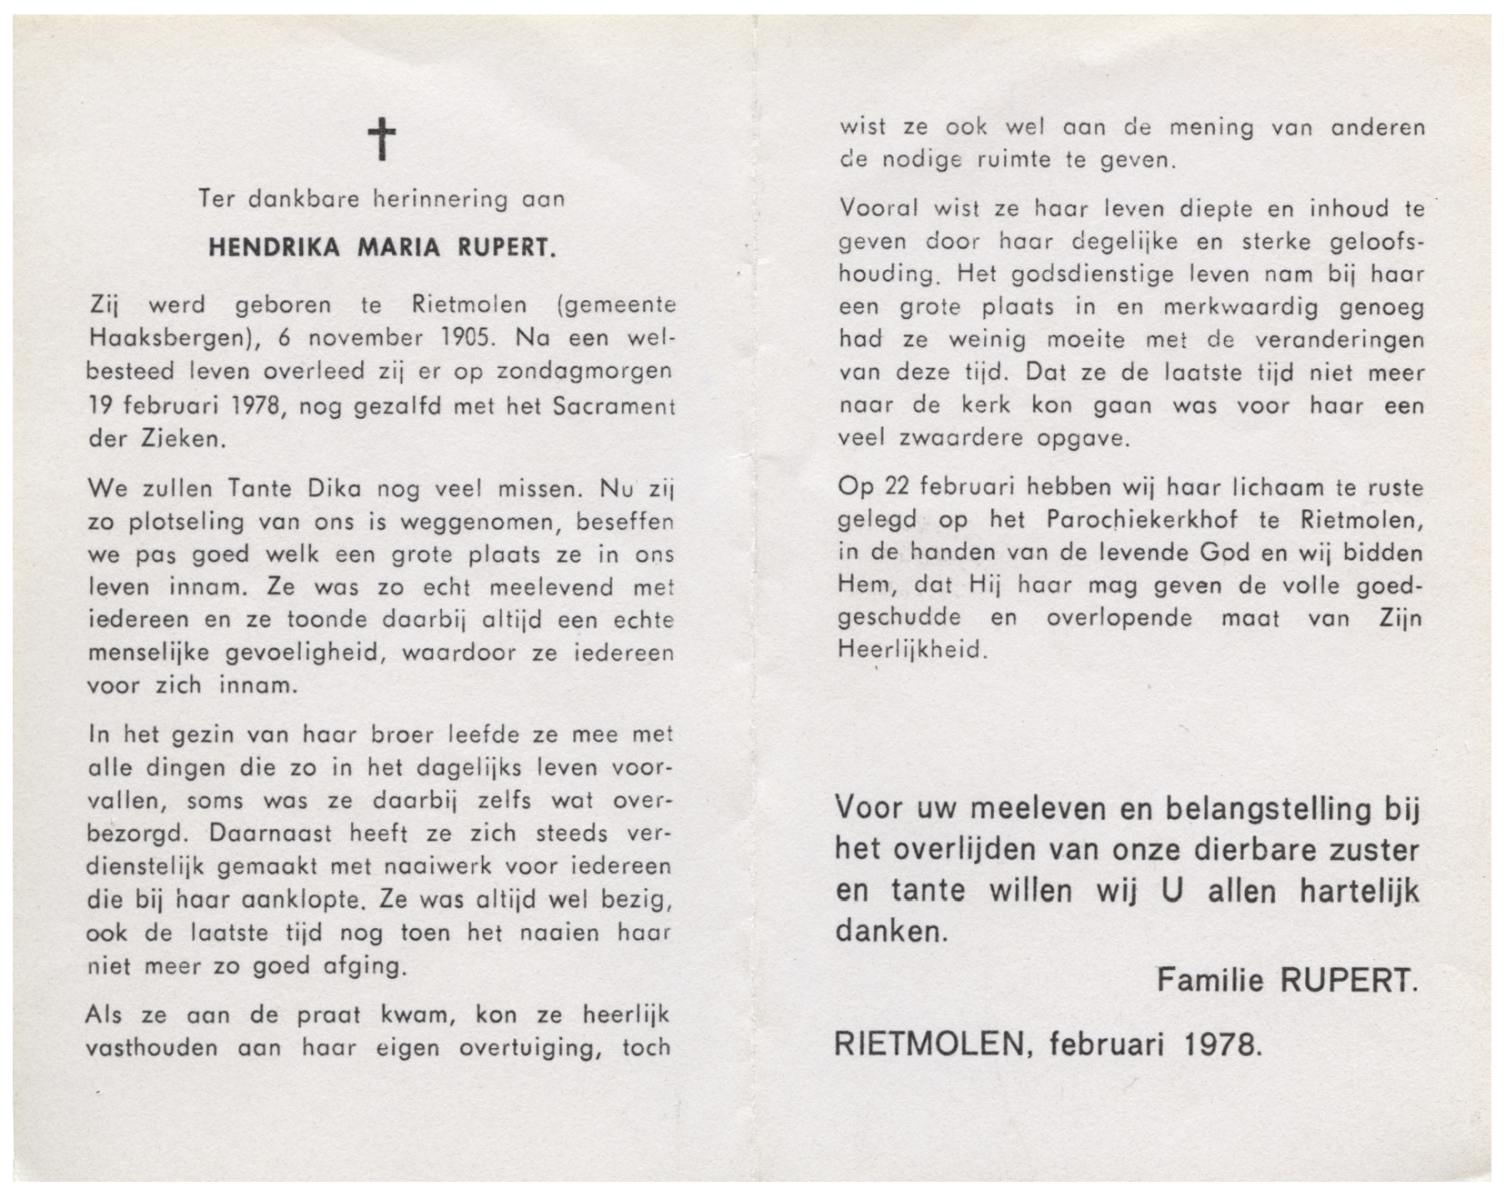 Ter dankbare herinnering aan
HENDRIKA MARIA RUPERT.
Zij werd geboren te Rietmolen (gemeente
Haaksbergen), 6 november 1905. Na een wel-
besteed leven overleed zij er op zondagmorgen
19 februari 1978, nog gezalfd met het Sacrament
der Zieken.
We zullen Tante Dika nog veel missen. Nu zij
zo plotseling van ons is weggenomen, beseffen
we pas goed welk een grote plaats ze in ons
leven innam. Ze was zo echt meelevend met
iedereen en ze toonde daarbij altijd een echte
menselijke gevoeligheid, waardoor ze iedereen
voor zich innam.
In het gezin van haar broer leefde ze mee met
alle dingen die zo in het dagelijks leven voor-
vallen, soms was ze daarbij zelfs wat over-
bezorgd. Daarnaast heeft ze zich steeds ver-
dienstelijk gemaakt met naaiwerk voor iedereen
die bij haar aanklopte. Ze was altijd wel bezig,
ook de laatste tijd nog toen het naaien haar
niet meer zo goed afging.
Als ze aan de praat kwam, kon ze heerlijk
vasthouden aan haar eigen overtuiging, toch
wist ze ook wel aan de mening van anderen
de nodige ruimte te geven.
Vooral wist ze haar leven diepte en inhoud te
geven door haar degelijke en sterke geloofs-
houding. Het godsdienstige leven nam bij haar
een grote plaats in en merkwaardig genoeg
had ze weinig moeite met de veranderingen
van deze tijd. Dat ze de laatste tijd niet meer
naar de kerk kon gaan was voor haar een
veel zwaardere opgave.
Op 22 februari hebben wij haar lichaam te ruste
gelegd op het Parochiekerkhof te Rietmolen,
in de handen van de levende God en wij bidden
Hem, dat Hij haar mag geven de volle goed-
geschudde en overlopende maat van Zijn
Heerlijkheid.
Voor uw meeleven en belangstelling bij
het overlijden van onze dierbare zuster
en tante willen wij U allen hartelijk
danken.
Familie RUPERT.
RIETMOLEN, februari 1978.